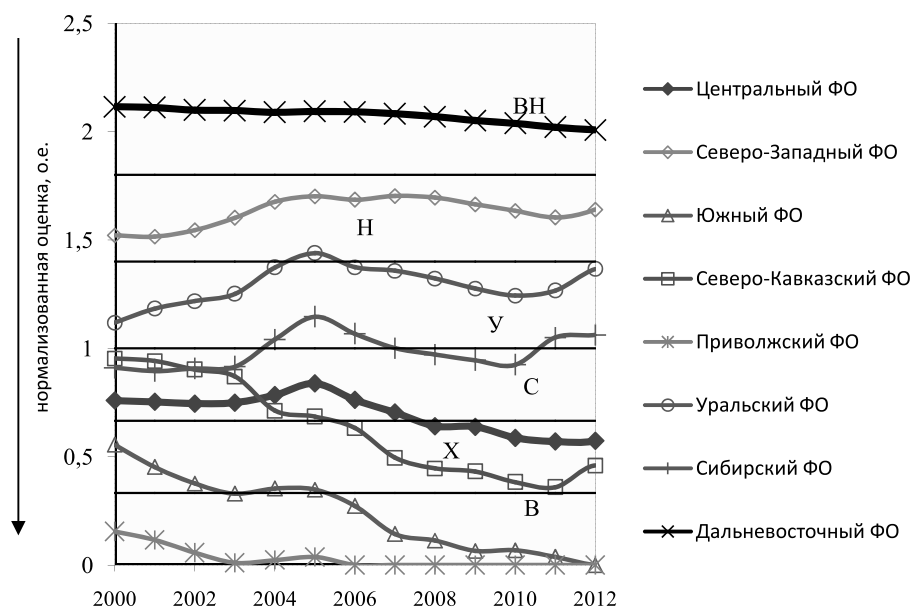 нормализованная оценка, о.е.
2,5
2
1,5
1
0,5
0
ВН
Н
У
С
Х
В
2000
2002
2004
2006
2008
2010
2012
Центральный ФО
Северо-Западный ФО
Южный ФО
Северо-Кавказский ФО
Приволжский ФО
Уральский ФО
Сибирский ФО
Дальневосточный ФО